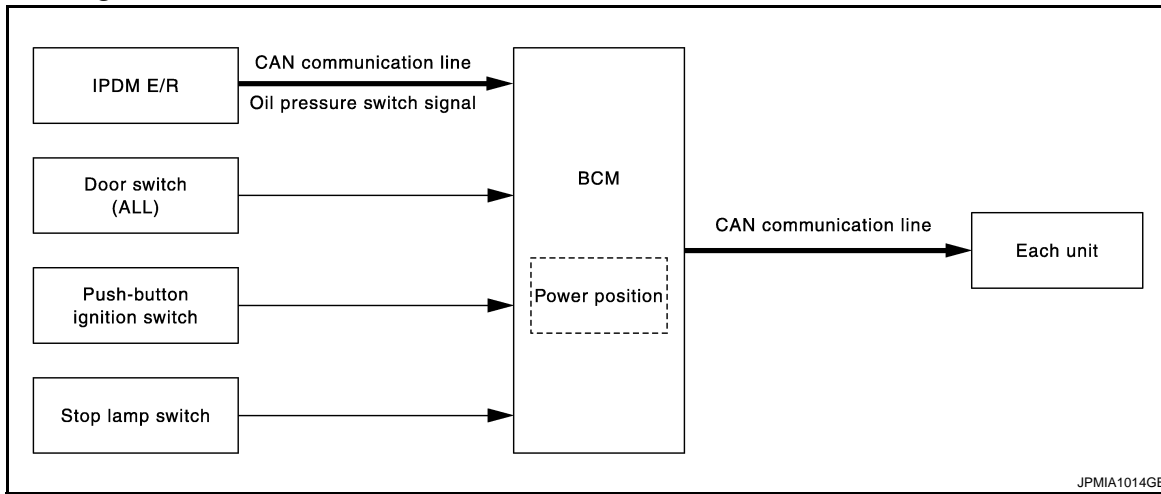 IPDM E/R
CAN communication line
Oil pressure switch signal
Door switch
(ALL)
Push-button
ignition switch
Stop lamp switch
BCM
Power position
CAN communication line
Each unit
JPMIA1014GE